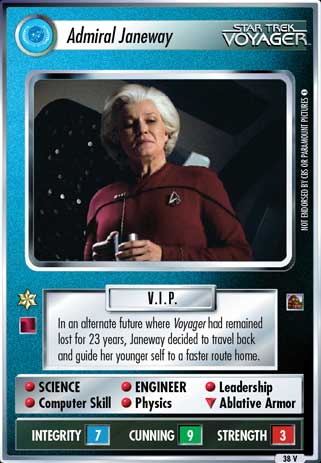 Admiral Janeway
STAR TREK
VOYAGER
NOT ENDORSED BY CBS OR PARAMOUNT PICTURES
V.I.P.
In an alternate future where Voyager had remained
lost for 23 years, Janeway decided to travel back
and guide her younger self to a faster route home.
SCIENCE ENGINEER Leadership
Computer Skill Physics Ablative Armor
INTEGRITY 7 CUNNING 9 STRENGTH 3
38 V